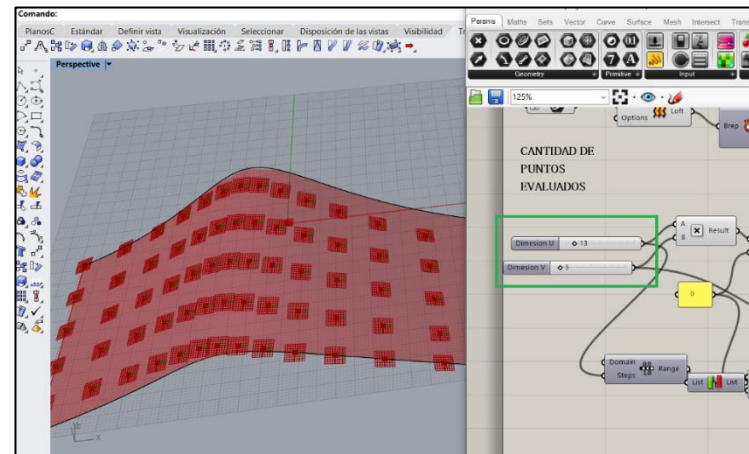 Comando:
PlanosC Estándar Definir vista Visualización Seleccionar Disposición de las vistas Visibilidad
Perspective
Params Maths Sets Vector Curve Surface Mesh Intersect
Geometry Primitive Input
125%
Options Loft
Brep
CANTIDAD DE
PUNTOS
EVALUADOS
Dimesion U 13
A
B
Result
Dimesion V 5
0
Domain
Steps
Range
List List